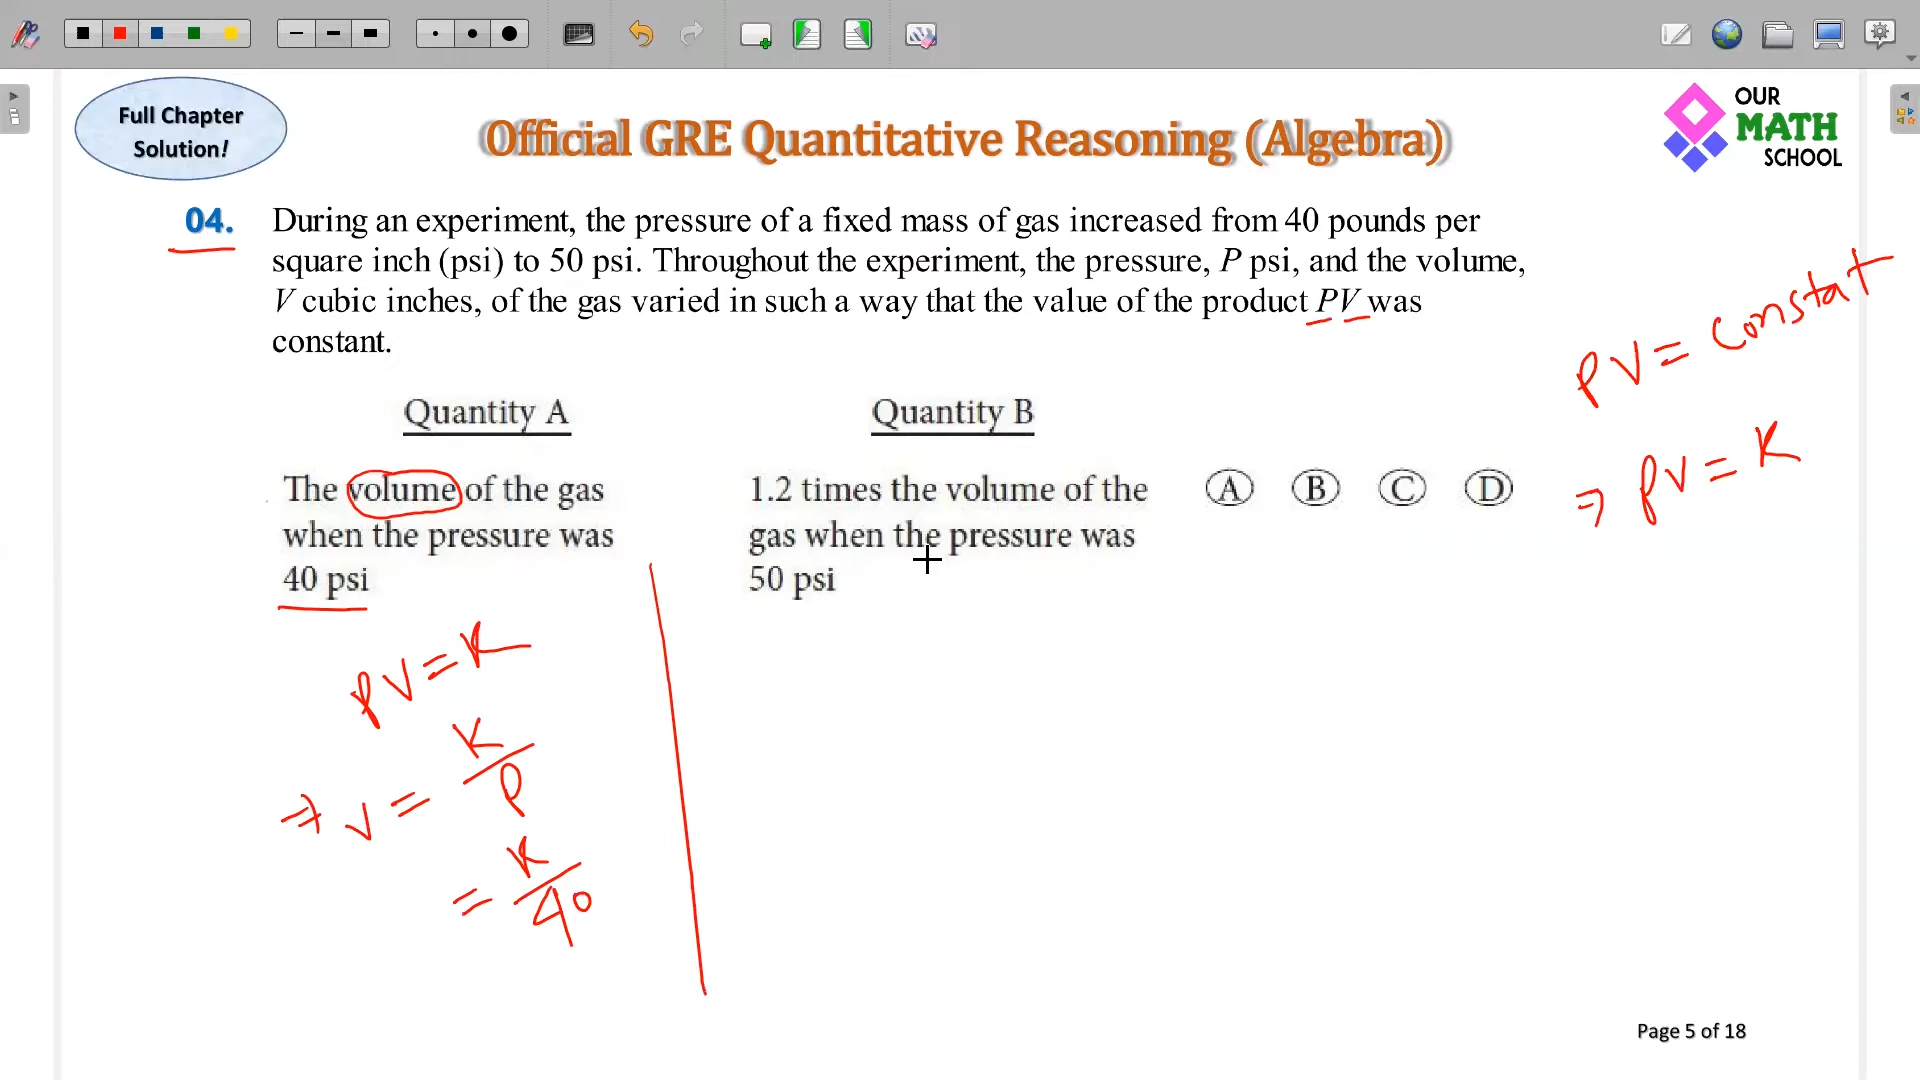 Full Chapter
Solution!
Official GRE Quantitative Reasoning (Algebra)
OUR
MATH
SCHOOL
04. During an experiment, the pressure of a fixed mass of gas increased from 40 pounds per
square inch (psi) to 50 psi. Throughout the experiment, the pressure, P psi, and the volume,
V cubic inches, of the gas varied in such a way that the value of the product PV was
constant.
PV = Constat
⇒ PV = K
Quantity A
The volume of the gas
when the pressure was
40 psi
Quantity B
1.2 times the volume of the
gas when the pressure was
50 psi
A B C D
PV = K
⇒ V = K/P
= K/40
Page 5 of 18